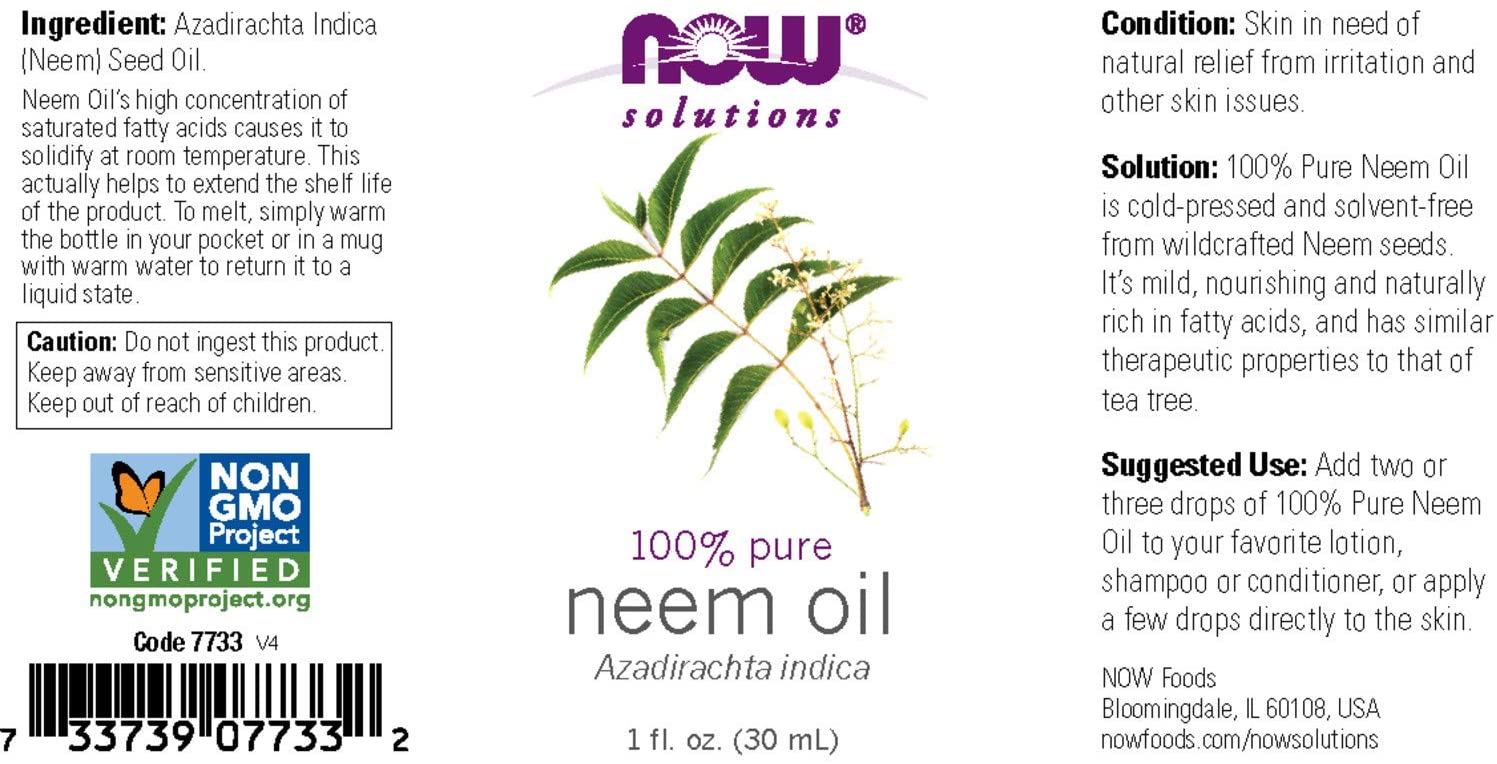 Ingredient: Azadirachta Indica
(Neem) Seed Oil.
Neem Oil's high concentration of
saturated fatty acids causes it to
solidify at room temperature. This
actually helps to extend the shelf life
of the product. To melt, simply warm
the bottle in your pocket or in a mug
with warm water to return it to a
liquid state.
Caution: Do not ingest this product.
Keep away from sensitive areas.
Keep out of reach of children.
NON
GMO
Project
VERIFIED
nongmoproject.org
Code 7733 V4
7 33739 07733 2
now®
solutions
100% pure
neem oil
Azadirachta indica
1 fl. oz. (30 mL)
Condition: Skin in need of
natural relief from irritation and
other skin issues.
Solution: 100% Pure Neem Oil
is cold-pressed and solvent-free
from wildcrafted Neem seeds.
It's mild, nourishing and naturally
rich in fatty acids, and has similar
therapeutic properties to that of
tea tree.
Suggested Use: Add two or
three drops of 100% Pure Neem
Oil to your favorite lotion,
shampoo or conditioner, or apply
a few drops directly to the skin.
NOW Foods
Bloomingdale, IL 60108, USA
nowfoods.com/nowsolutions